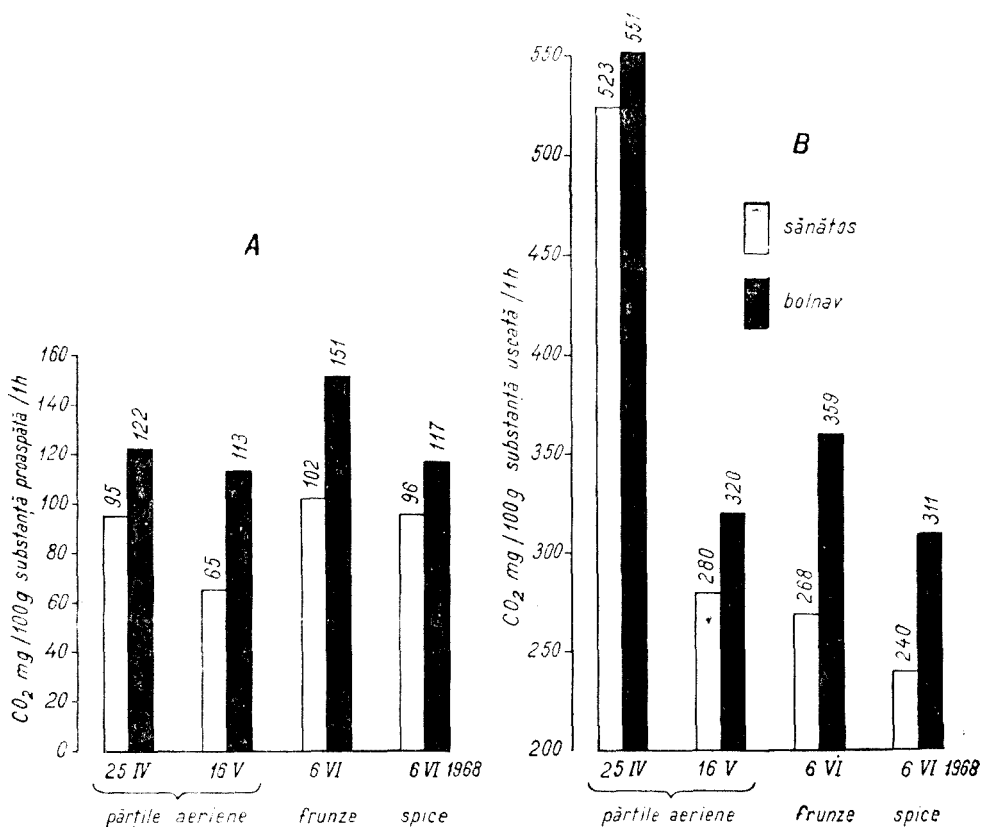 A
CO₂ mg/100g substanță proaspătă/1h
160
140
120
100
80
60
40
20
0
95
122
65
113
102
151
96
117
25 IV
16 V
6 VI
6 VI 1968
părțile aeriene
frunze
spice
B
CO₂ mg/100g substanță uscată/1h
550
500
450
400
350
300
250
200
523
551
280
320
268
359
240
311
sănătos
bolnav
25 IV
16 V
6 VI
6 VI 1968
părțile aeriene
frunze
spice